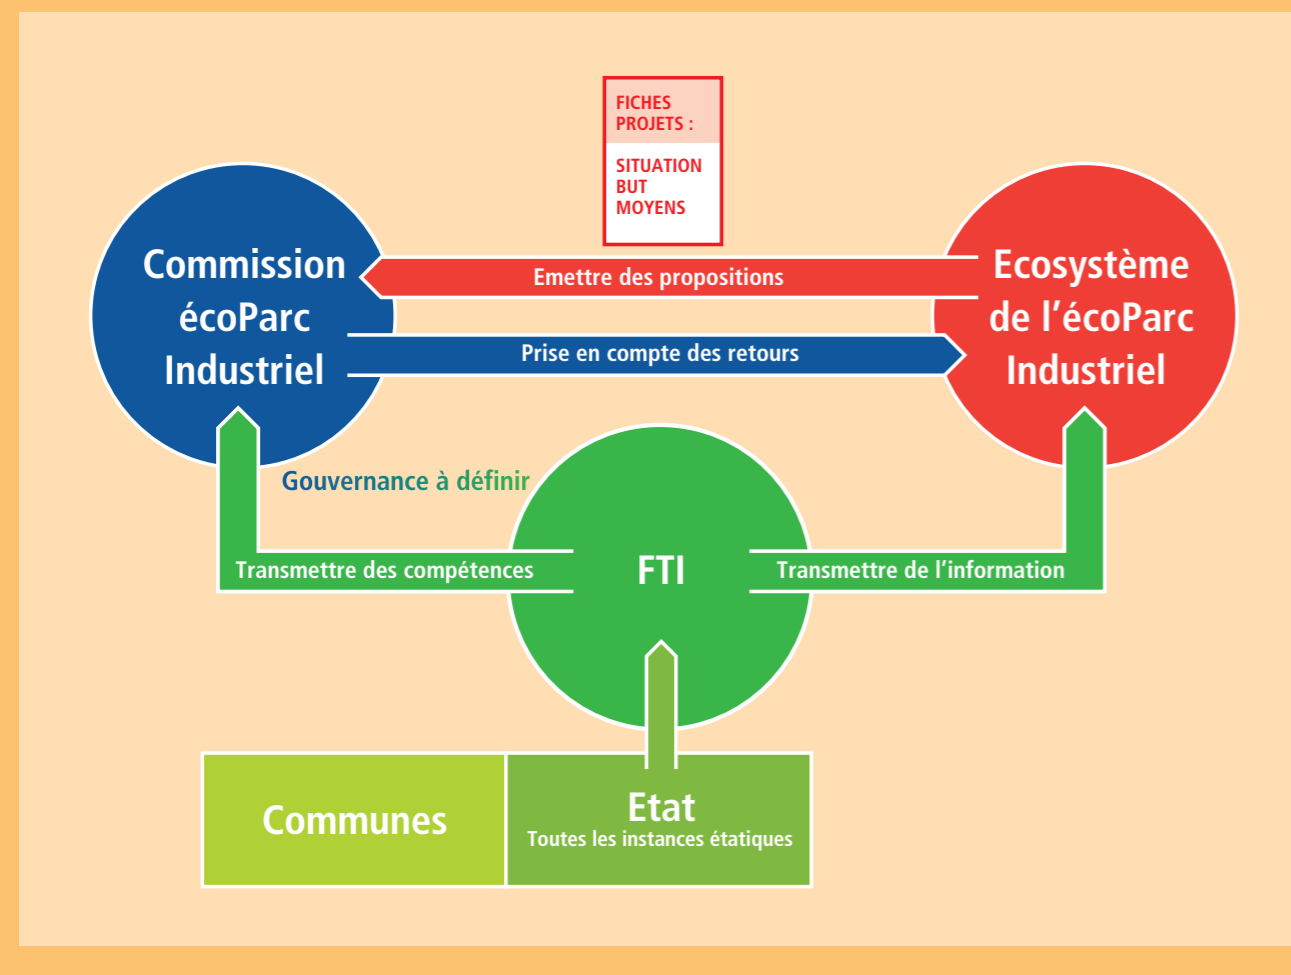 FICHES
PROJETS :
SITUATION
BUT
MOYENS
Commission
écoParc
Industriel
Emettre des propositions
Prise en compte des retours
Ecosystème
de l’écoParc
Industriel
Gouvernance à définir
Transmettre des compétences
FTI
Transmettre de l’information
Communes
Etat
Toutes les instances étatiques